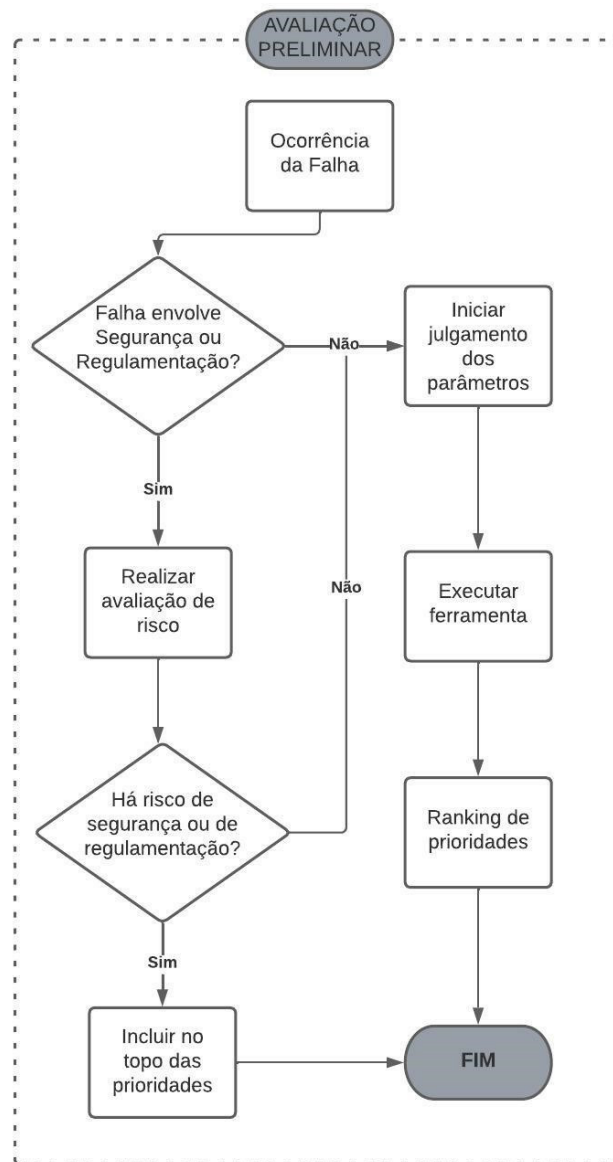 AVALIAÇÃO
PRELIMINAR
Ocorrência
da Falha
Falha envolve
Segurança ou
Regulamentação?
Não
Iniciar
julgamento
dos
parâmetros
Sim
Realizar
avaliação de
risco
Não
Executar
ferramenta
Há risco de
segurança ou de
regulamentação?
Ranking de
prioridades
Sim
Incluir no
topo das
prioridades
FIM